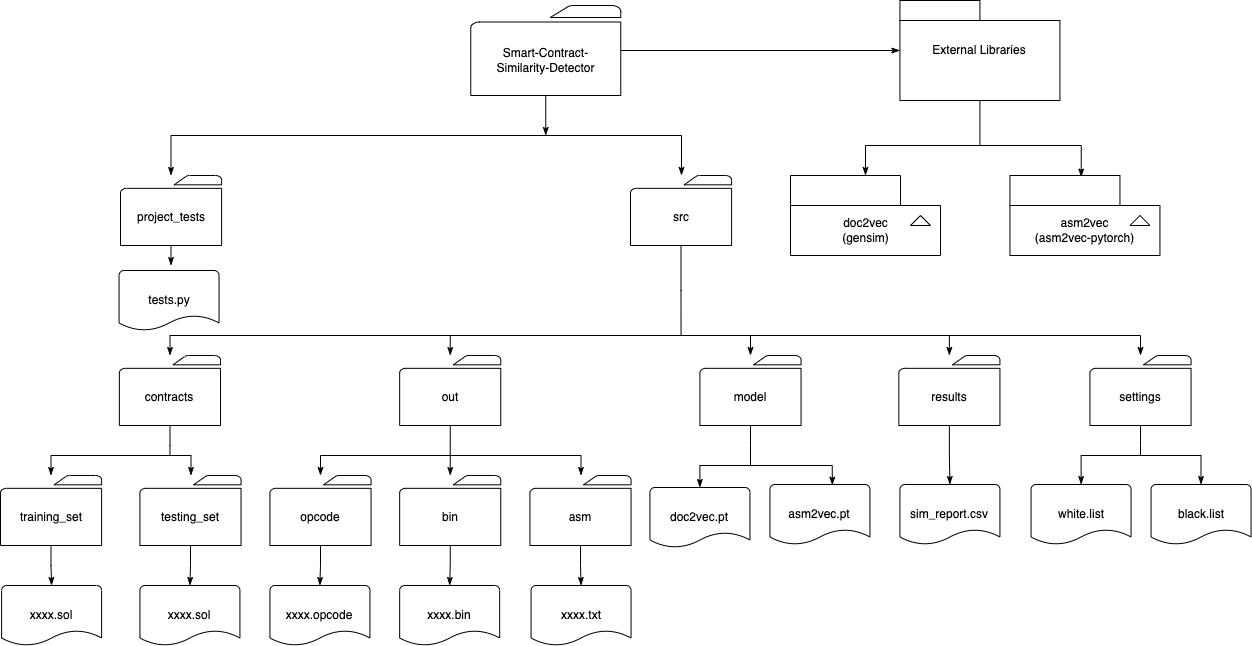 Smart-Contract-
Similarity-Detector
External Libraries
project_tests
src
doc2vec
(gensim)
asm2vec
(asm2vec-pytorch)
tests.py
contracts
out
model
results
settings
training_set
testing_set
opcode
bin
asm
doc2vec.pt
asm2vec.pt
sim_report.csv
white.list
black.list
xxxx.sol
xxxx.sol
xxxx.opcode
xxxx.bin
xxxx.txt